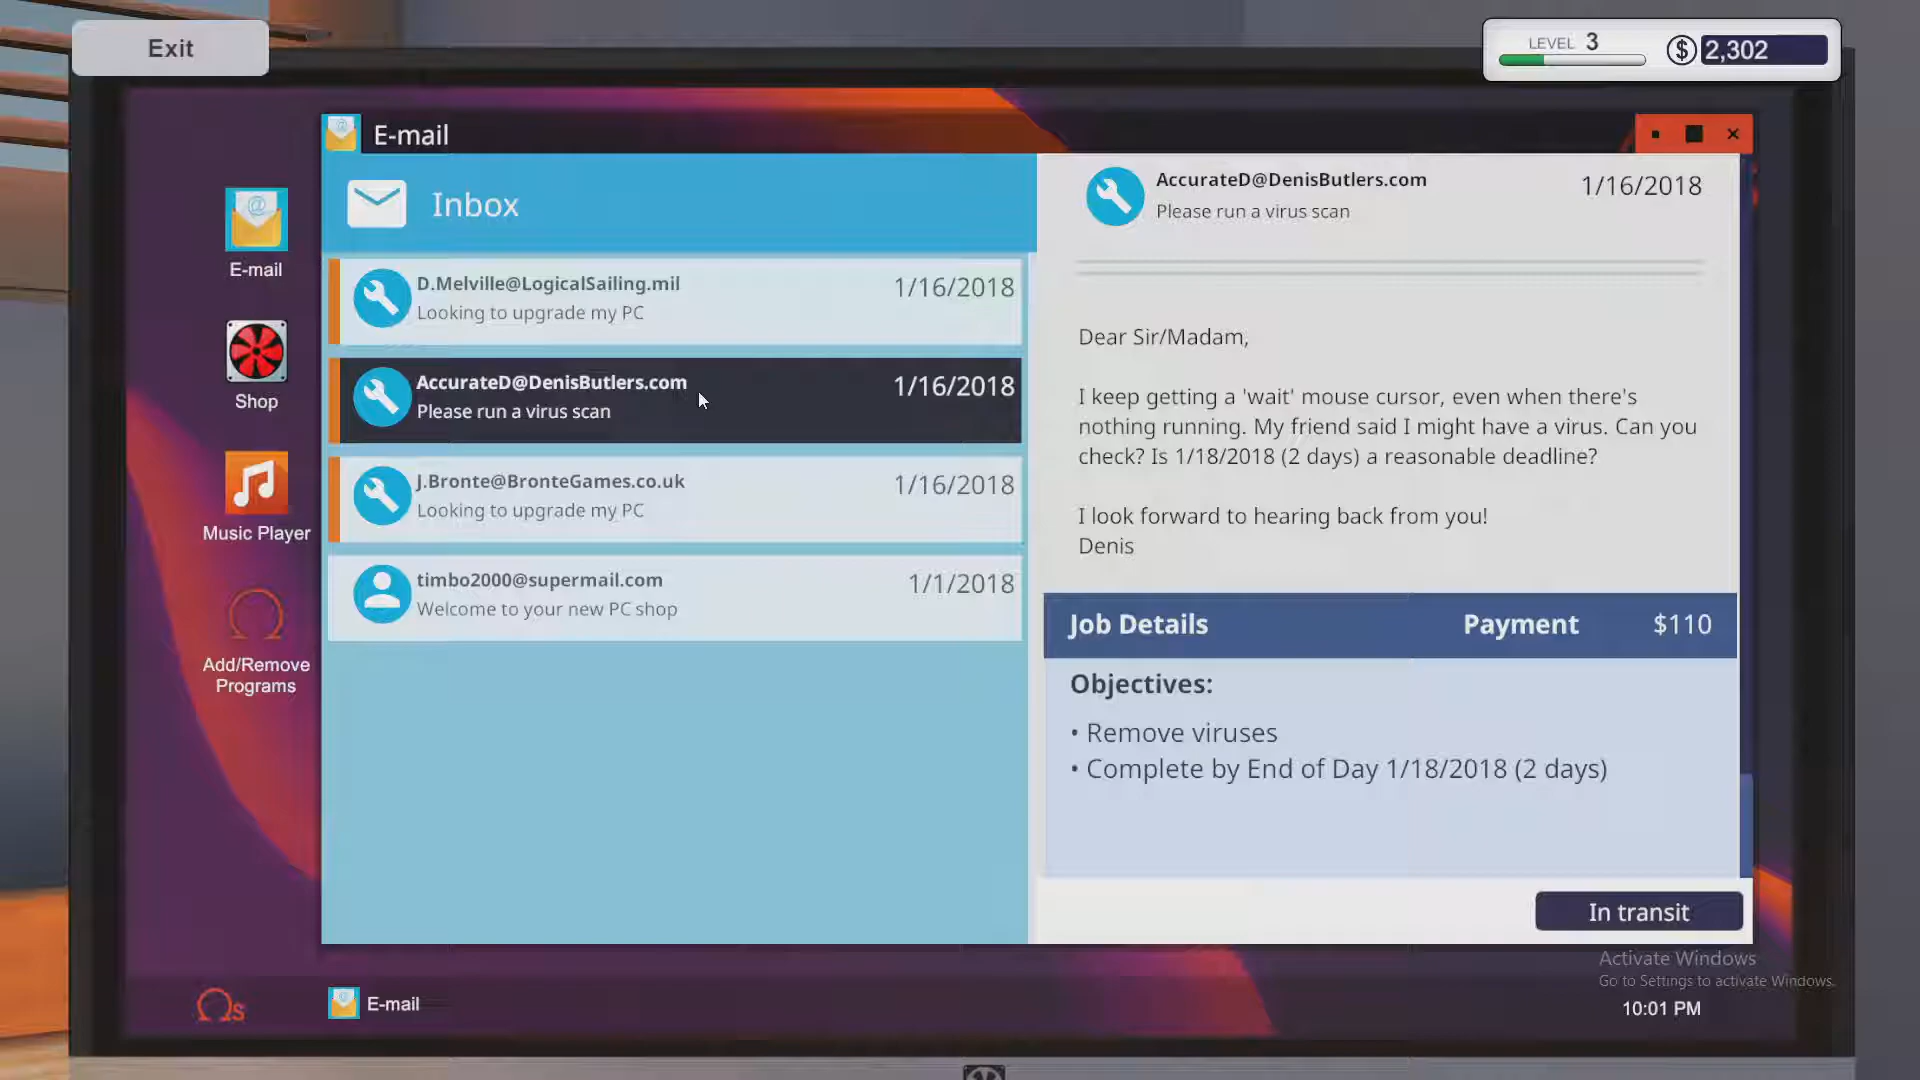 Exit
LEVEL 3
$ 2,302
E-mail
Inbox
E-mail
Shop
Music Player
Add/Remove
Programs
D.Melville@LogicalSailing.mil
1/16/2018
Looking to upgrade my PC
AccurateD@DenisButlers.com
1/16/2018
Please run a virus scan
J.Bronte@BronteGames.co.uk
1/16/2018
Looking to upgrade my PC
timbo2000@supermail.com
1/1/2018
Welcome to your new PC shop
AccurateD@DenisButlers.com
1/16/2018
Please run a virus scan
Dear Sir/Madam,
I keep getting a 'wait' mouse cursor, even when there's
nothing running. My friend said I might have a virus. Can you
check? Is 1/18/2018 (2 days) a reasonable deadline?
I look forward to hearing back from you!
Denis
Job Details Payment $110
Objectives:
• Remove viruses
• Complete by End of Day 1/18/2018 (2 days)
In transit
Activate Windows
Go to Settings to activate Windows.
Ωs
E-mail
10:01 PM